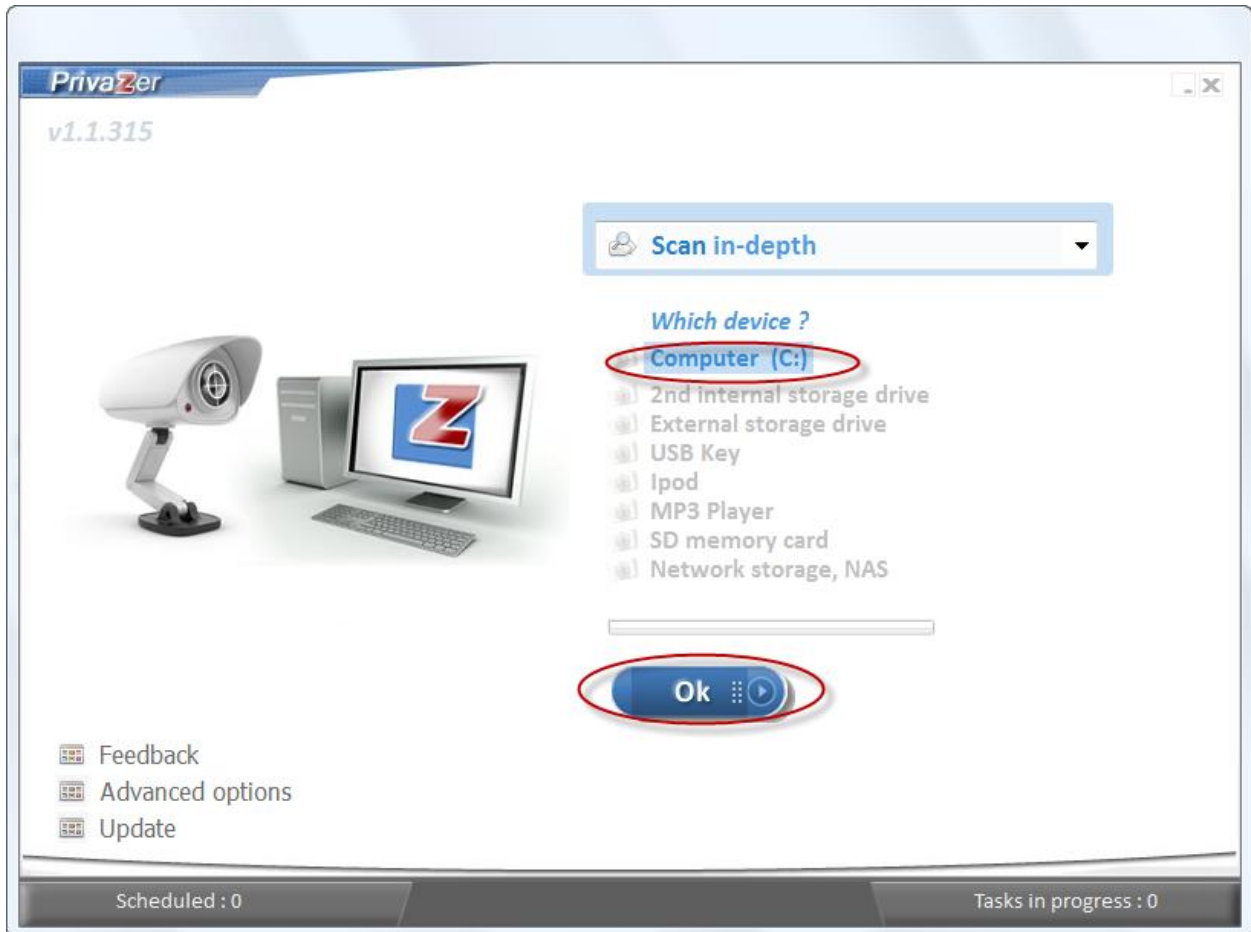 PrivaZer
v1.1.315
Scan in-depth
Which device ?
Computer (C:)
2nd internal storage drive
External storage drive
USB Key
Ipod
MP3 Player
SD memory card
Network storage, NAS
Ok
Z
Feedback
Advanced options
Update
Scheduled : 0
Tasks in progress : 0